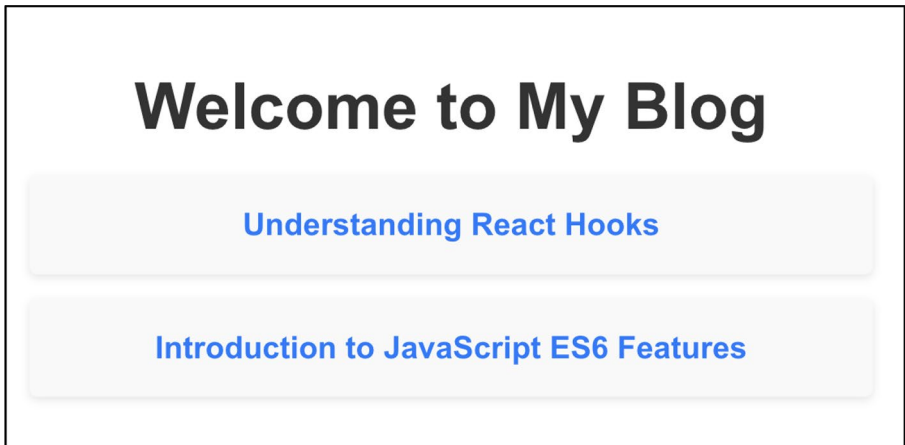 Welcome to My Blog
Understanding React Hooks
Introduction to JavaScript ES6 Features